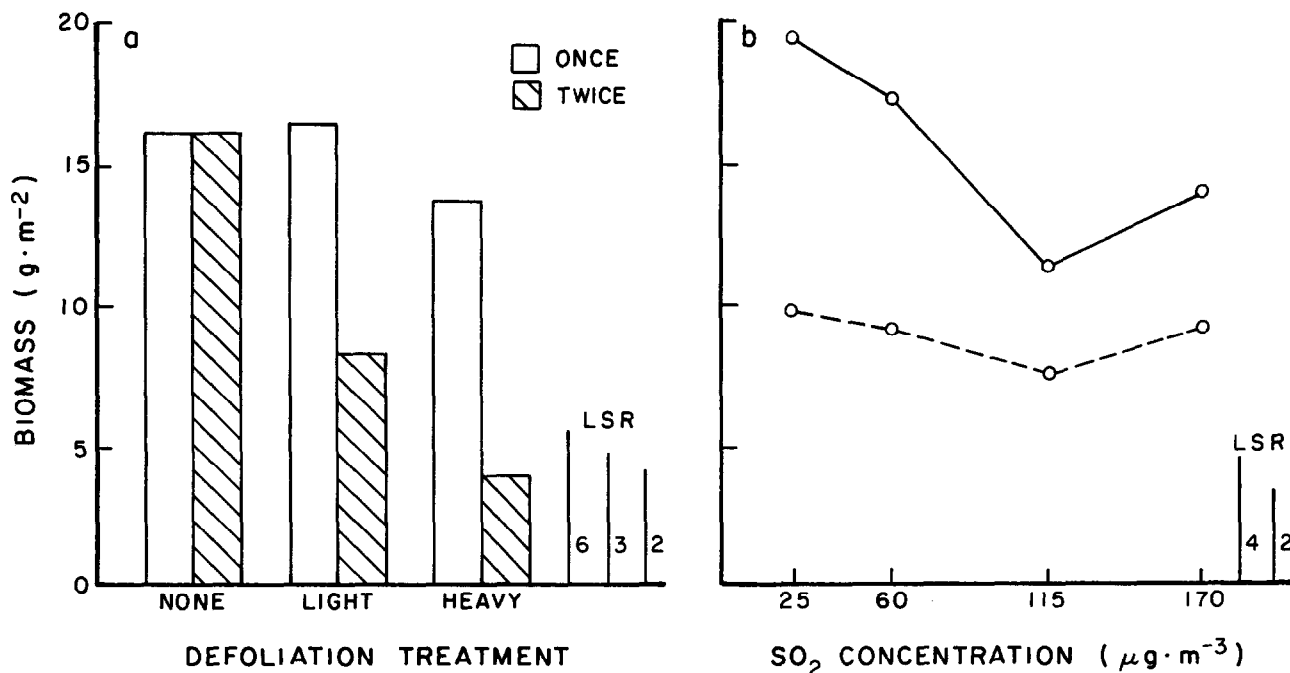 a
ONCE
TWICE
20
15
10
5
0
BIOMASS (g·m⁻²)
LSR
6 3 2
NONE LIGHT HEAVY
DEFOLIATION TREATMENT
b
LSR
4 2
25 60 115 170
SO₂ CONCENTRATION (μg·m⁻³)